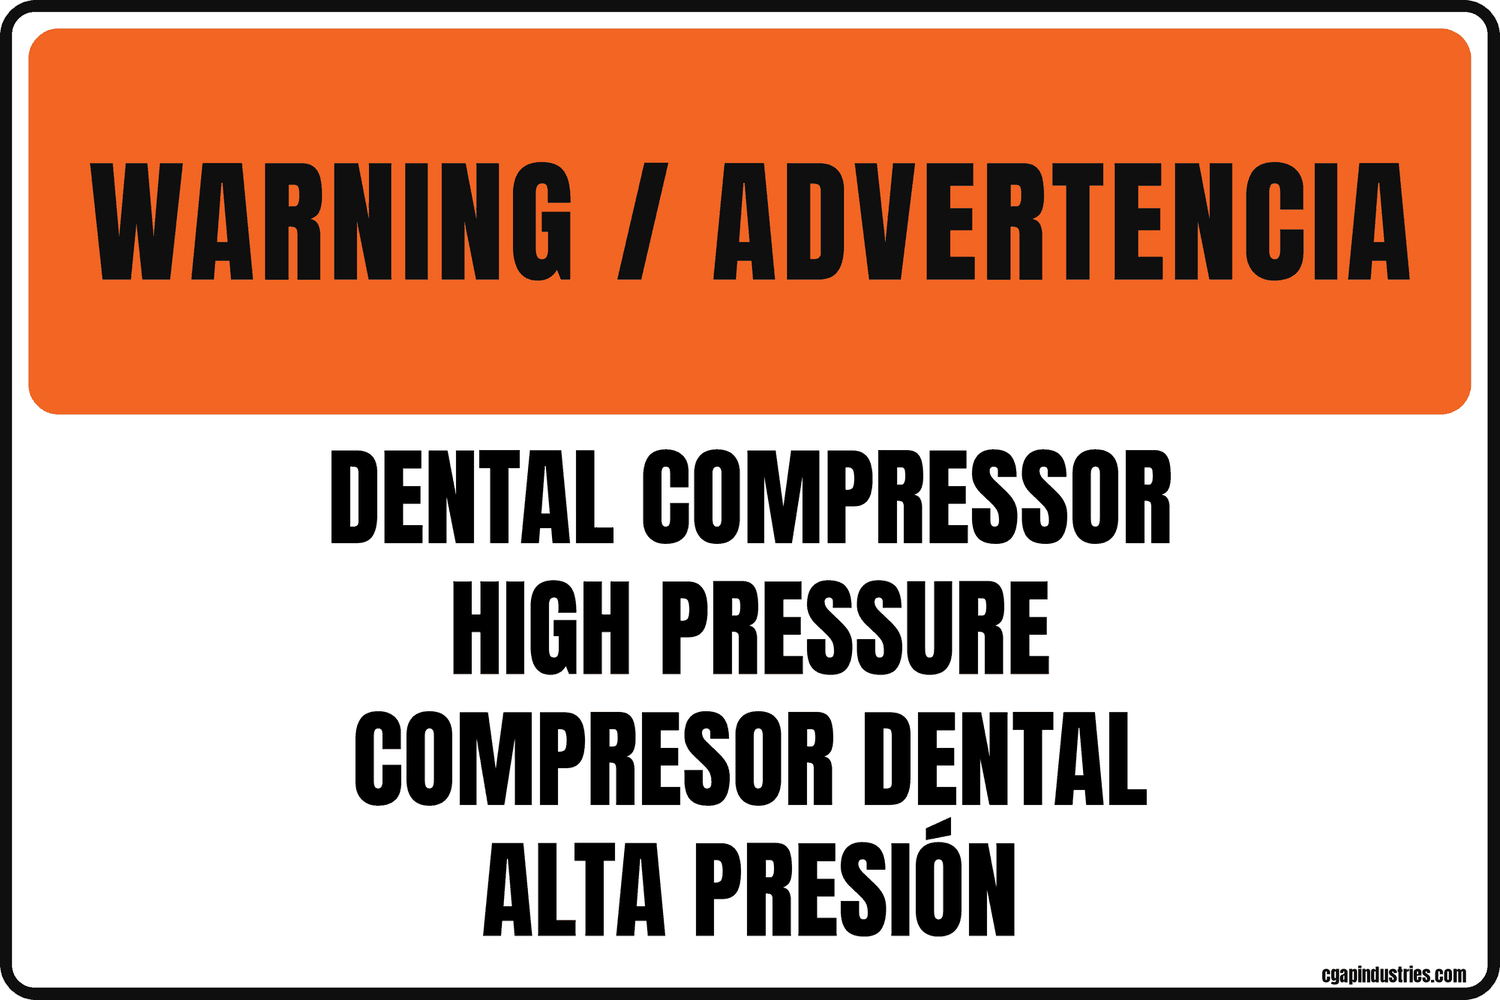 WARNING / ADVERTENCIA
DENTAL COMPRESSOR
HIGH PRESSURE
COMPRESOR DENTAL
ALTA PRESIÓN
cgapindustries.com